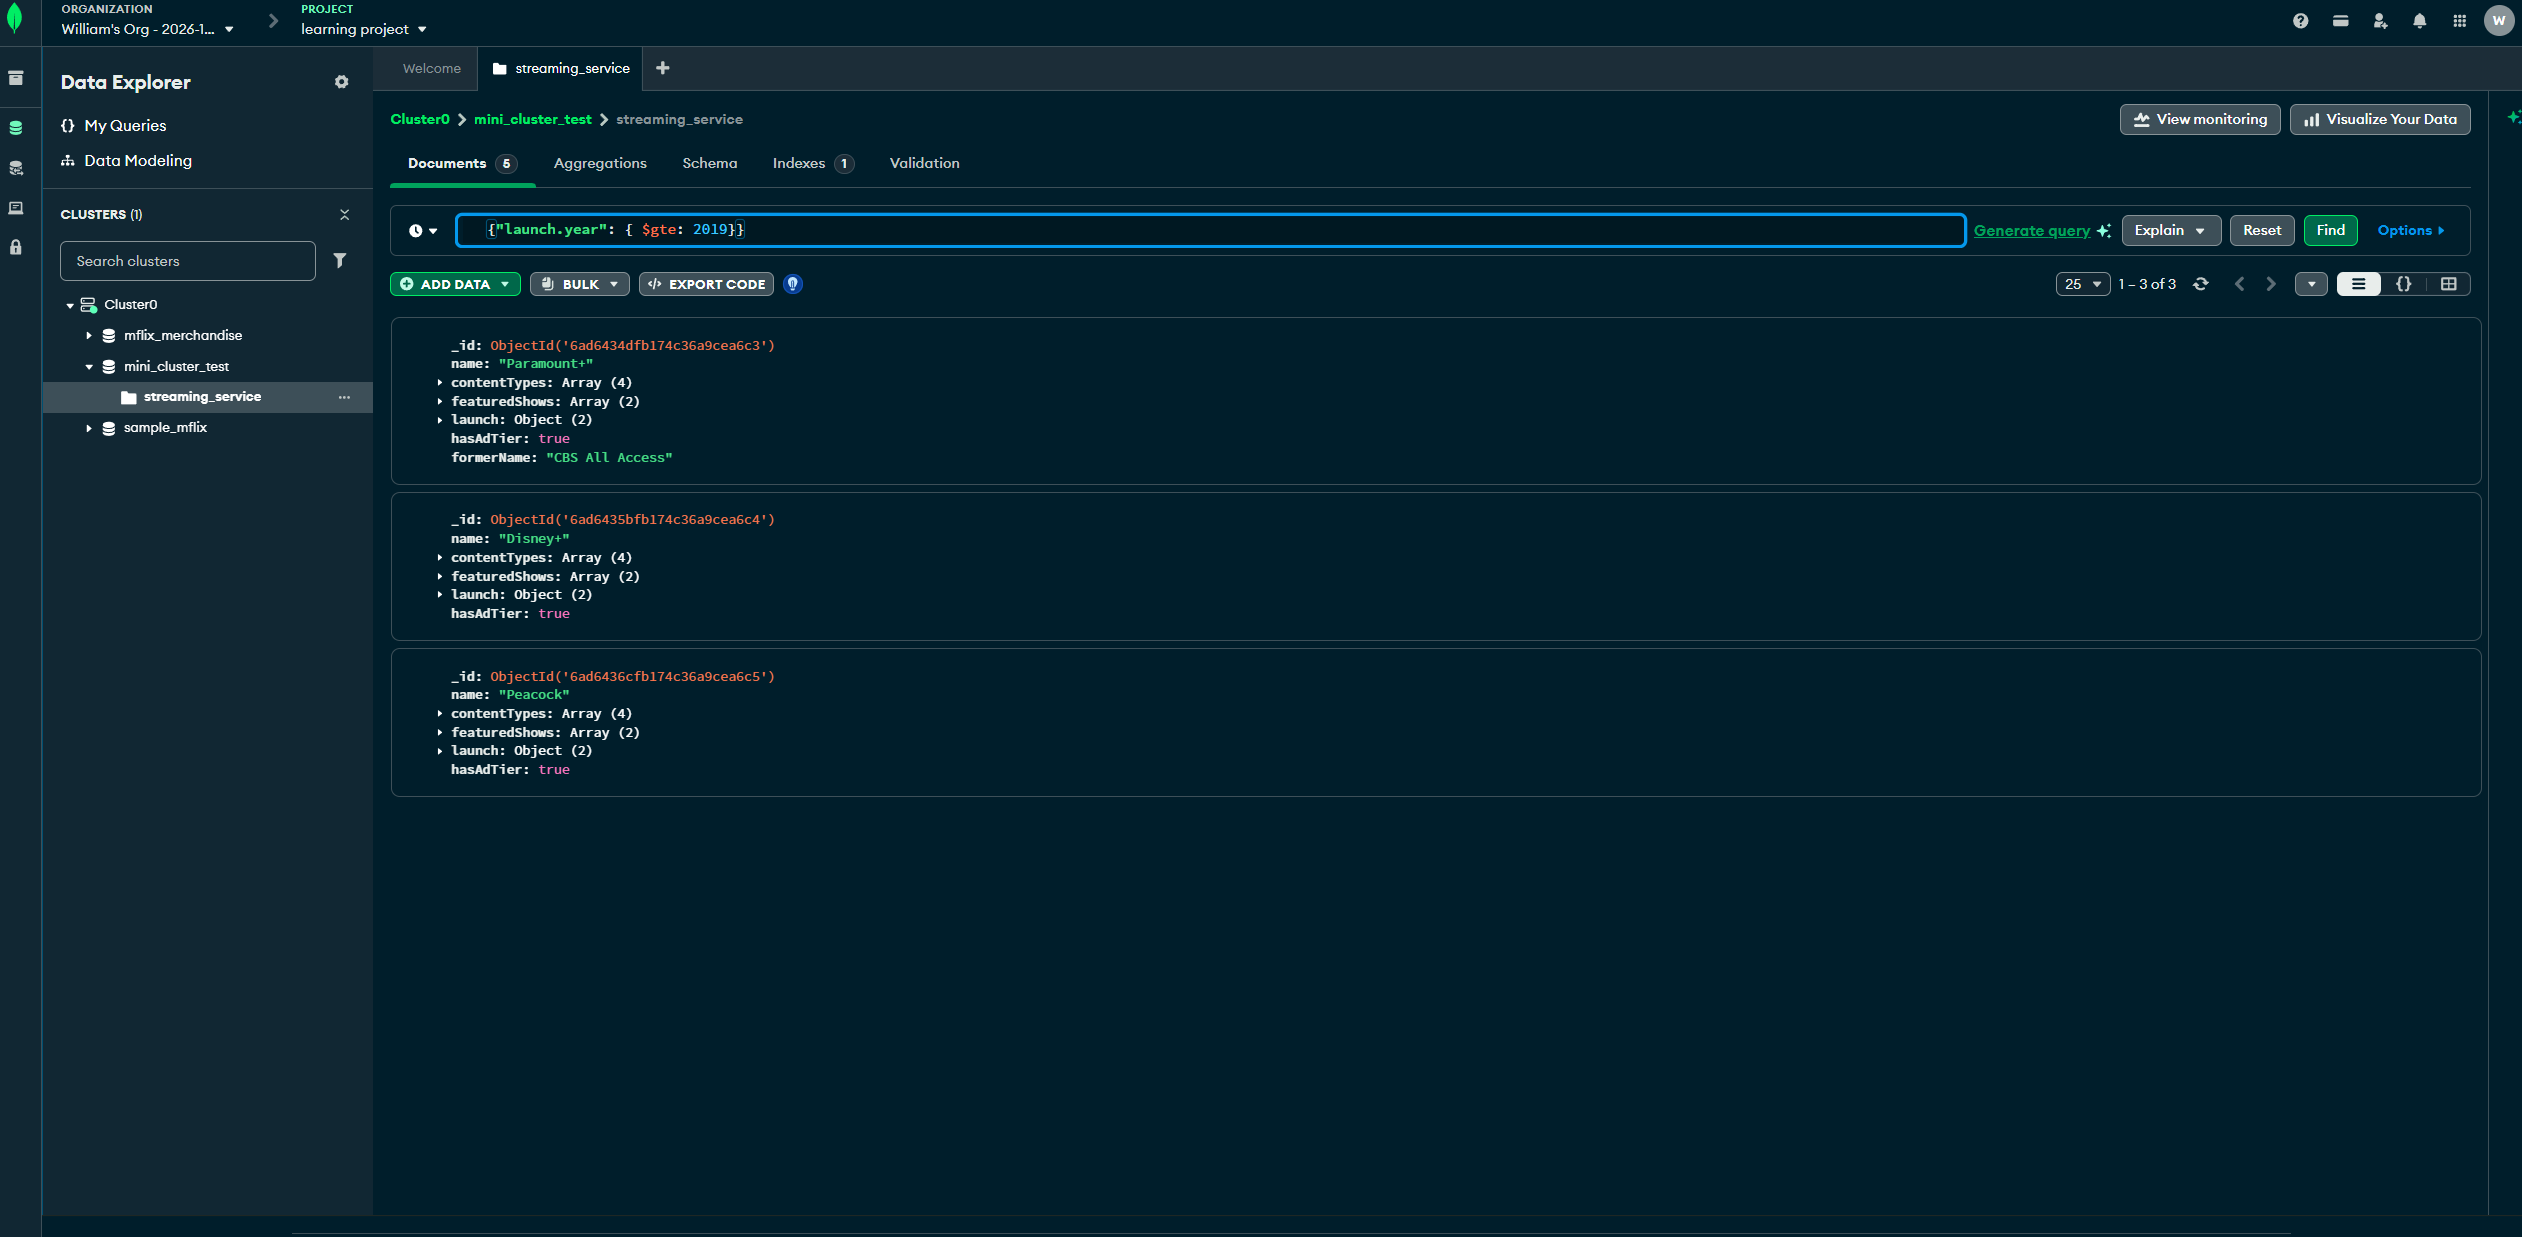 ORGANIZATION
William's Org - 2026-1...
PROJECT
learning project
W
Data Explorer
My Queries
Data Modeling
CLUSTERS (1)
Search clusters
Cluster0
mflix_merchandise
mini_cluster_test
streaming_service
sample_mflix
Welcome
streaming_service
Cluster0 > mini_cluster_test > streaming_service
View monitoring
Visualize Your Data
Documents 5 Aggregations Schema Indexes 1 Validation
{"launch.year": { $gte: 2019}}
Generate query
Explain
Reset
Find
Options
ADD DATA
BULK
EXPORT CODE
25
1 – 3 of 3
_id: ObjectId('6ad6434dfb174c36a9cea6c3')
name: "Paramount+"
contentTypes: Array (4)
featuredShows: Array (2)
launch: Object (2)
hasAdTier: true
formerName: "CBS All Access"
_id: ObjectId('6ad6435bfb174c36a9cea6c4')
name: "Disney+"
contentTypes: Array (4)
featuredShows: Array (2)
launch: Object (2)
hasAdTier: true
_id: ObjectId('6ad6436cfb174c36a9cea6c5')
name: "Peacock"
contentTypes: Array (4)
featuredShows: Array (2)
launch: Object (2)
hasAdTier: true